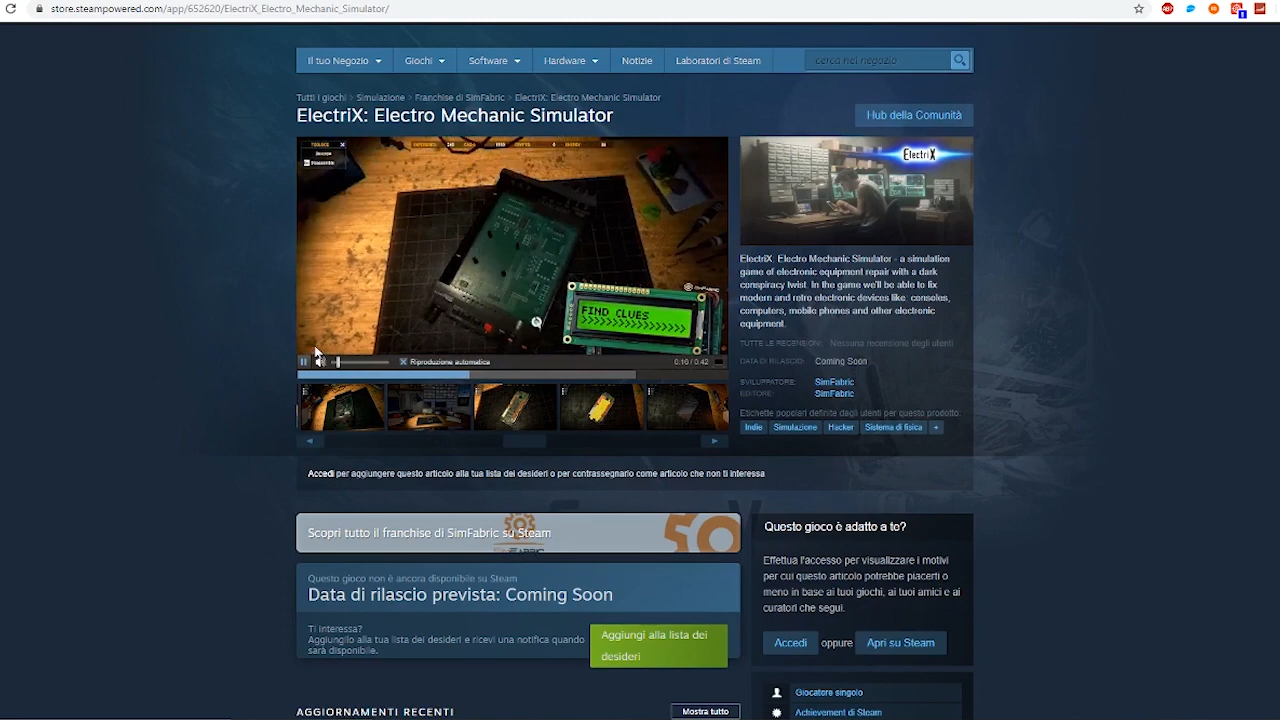 store.steampowered.com/app/652620/ElectriX_Electro_Mechanic_Simulator/
Il tuo Negozio
Giochi
Software
Hardware
Notizie
Laboratori di Steam
cerca nel negozio
Tutti i giochi > Simulazione > Franchise di SimFabric > ElectriX: Electro Mechanic Simulator
ElectriX: Electro Mechanic Simulator
Hub della Comunità
FIND CLUES
>>>>>>>>>>>>>>>>
Riproduzione automatica
0:16 / 0:42
ElectriX
ElectriX: Electro Mechanic Simulator - a simulation
game of electronic equipment repair with a dark
conspiracy twist. In the game we'll be able to fix
modern and retro electronic devices like: consoles,
computers, mobile phones and other electronic
equipment.
TUTTE LE RECENSIONI: Nessuna recensione degli utenti
DATA DI RILASCIO: Coming Soon
SVILUPPATORE: SimFabric
EDITORE: SimFabric
Etichette popolari definite dagli utenti per questo prodotto:
Indie
Simulazione
Hacker
Sistema di fisica
+
Accedi per aggiungere questo articolo alla tua lista dei desideri o per contrassegnarlo come articolo che non ti interessa
Scopri tutto il franchise di SimFabric su Steam
Questo gioco non è ancora disponibile su Steam
Data di rilascio prevista: Coming Soon
Ti interessa?
Aggiungilo alla tua lista dei desideri e ricevi una notifica quando
sarà disponibile.
Aggiungi alla lista dei
desideri
Questo gioco è adatto a te?
Effettua l'accesso per visualizzare i motivi
per cui questo articolo potrebbe piacerti o
meno in base ai tuoi giochi, ai tuoi amici e ai
curatori che segui.
Accedi oppure Apri su Steam
AGGIORNAMENTI RECENTI
Mostra tutto
Giocatore singolo
Achievement di Steam